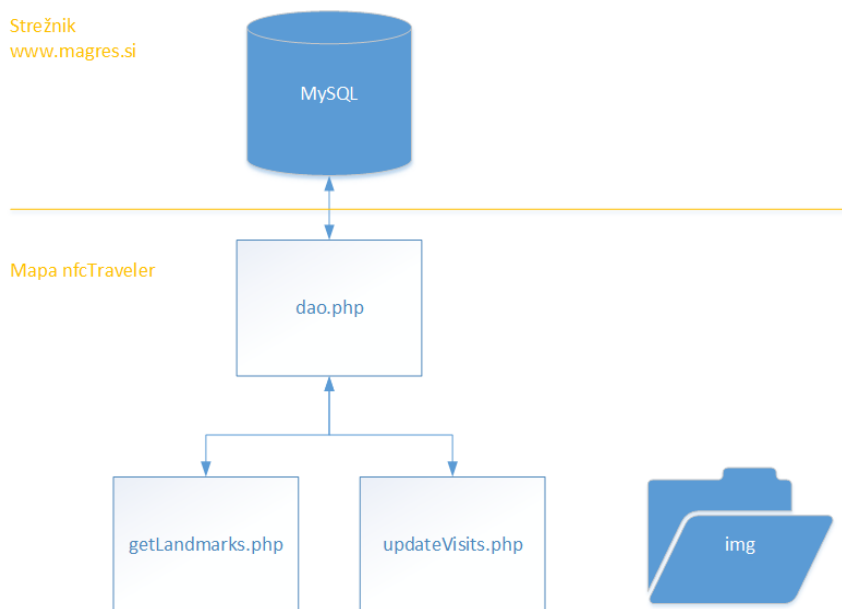 Strežnik
www.magres.si
MySQL
Mapa nfcTraveler
dao.php
getLandmarks.php
updateVisits.php
img